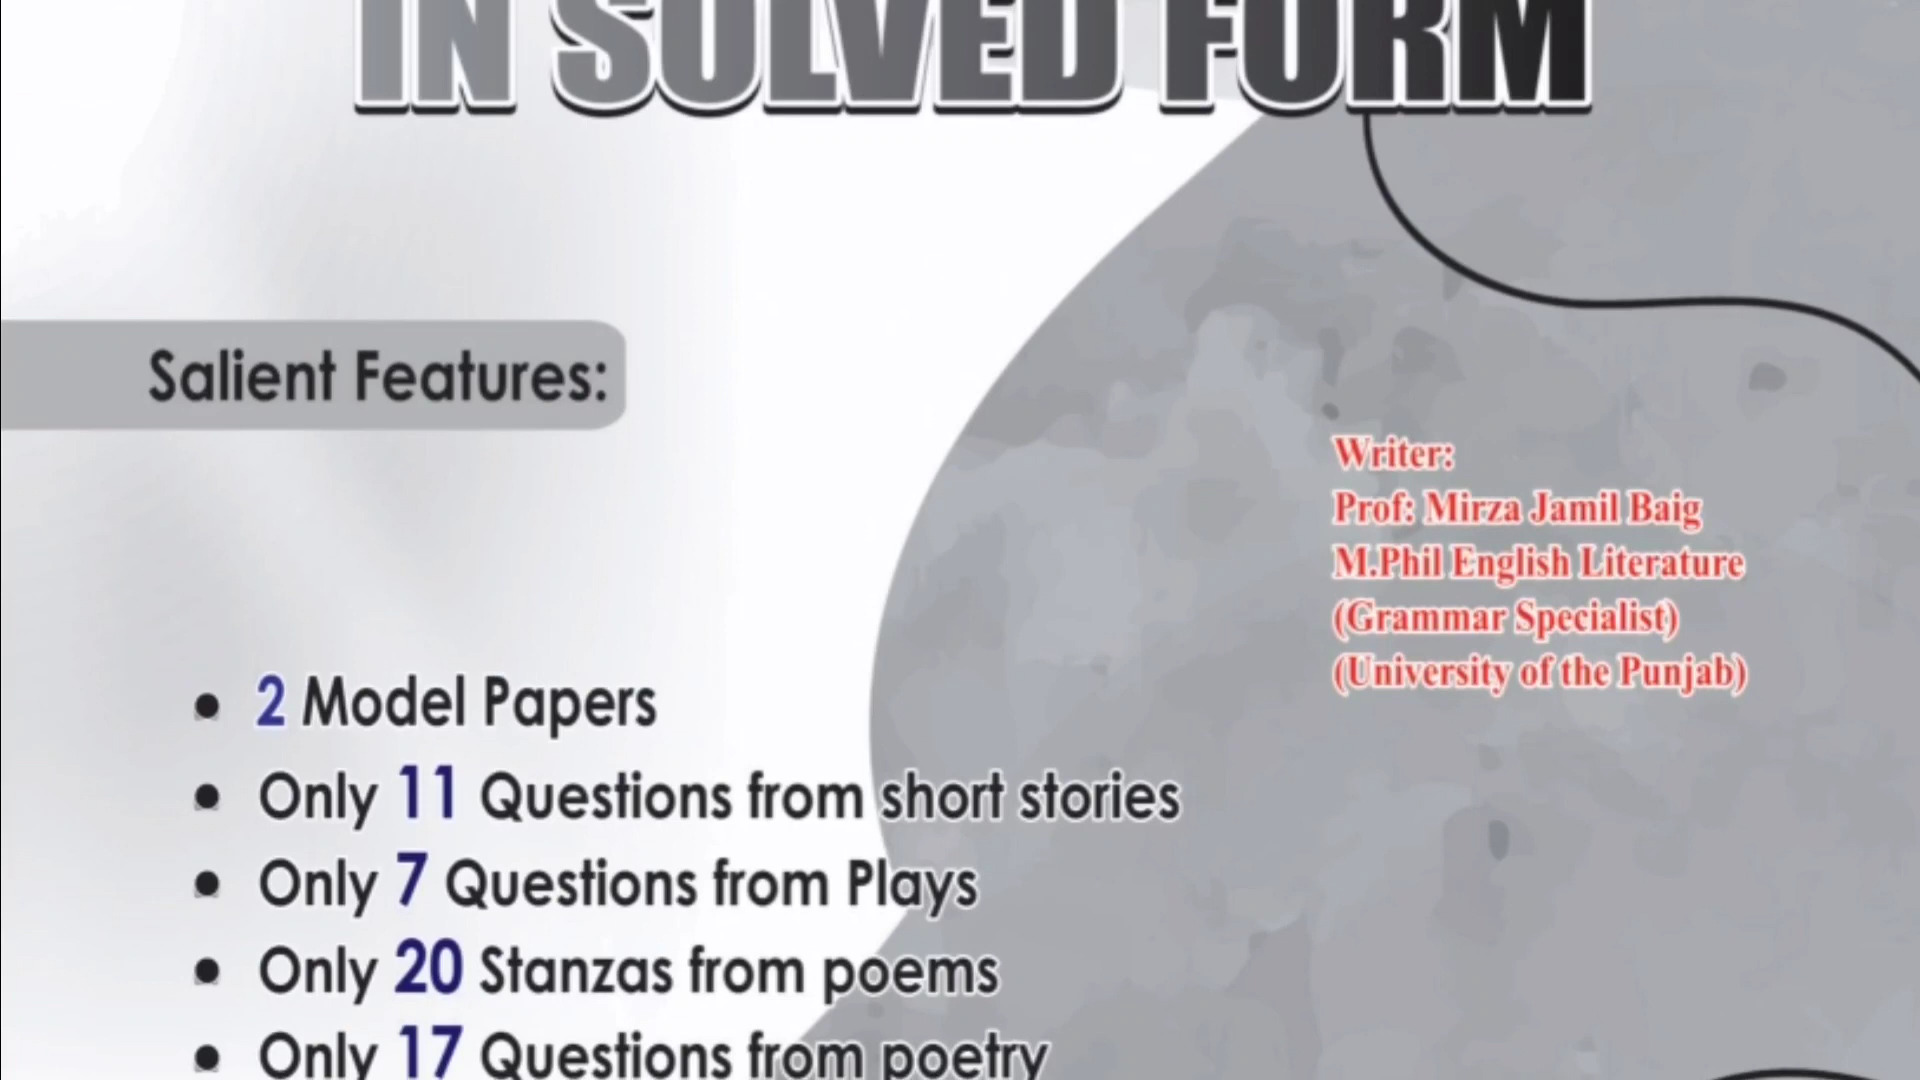 IN SOLVED FORM
Salient Features:
Writer:
Prof: Mirza Jamil Baig
M.Phil English Literature
(Grammar Specialist)
(University of the Punjab)
• 2 Model Papers
• Only 11 Questions from short stories
• Only 7 Questions from Plays
• Only 20 Stanzas from poems
• Only 17 Questions from poetry